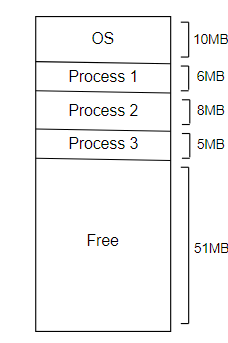 OS
10MB
Process 1
6MB
Process 2
8MB
Process 3
5MB
Free
51MB